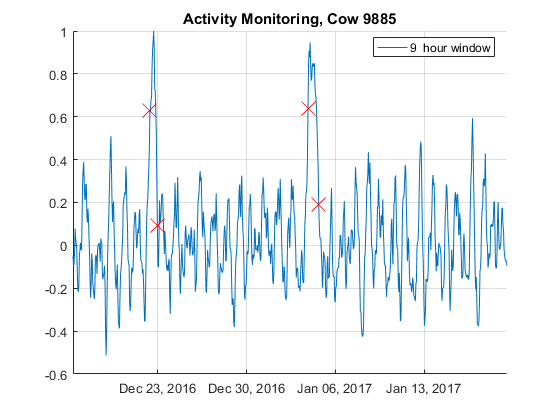 Activity Monitoring, Cow 9885
9 hour window
1
0.8
0.6
0.4
0.2
0
-0.2
-0.4
-0.6
Dec 23, 2016
Dec 30, 2016
Jan 06, 2017
Jan 13, 2017